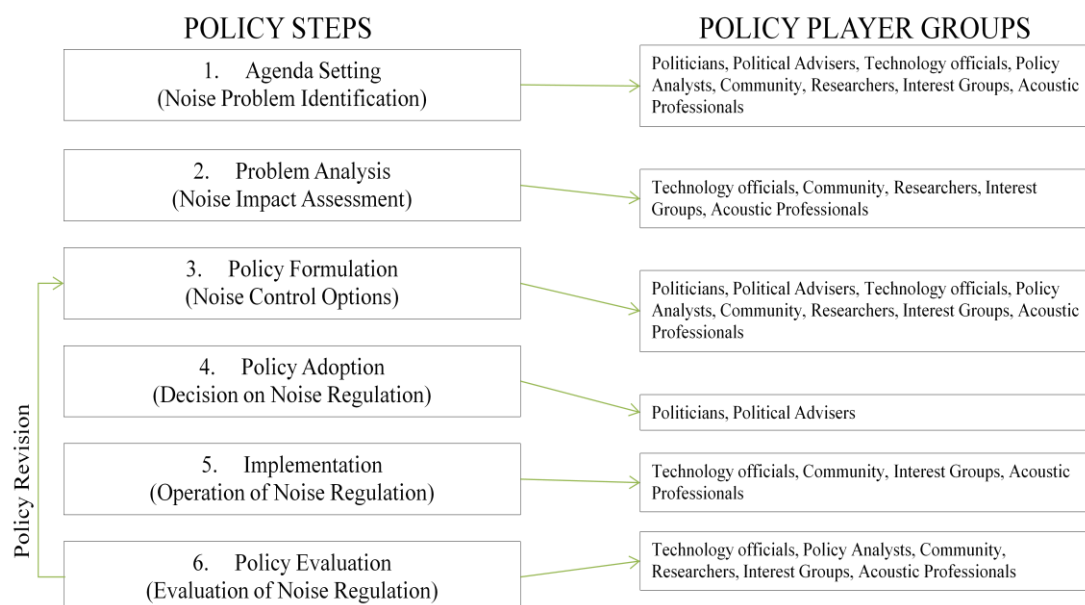 POLICY STEPS
POLICY PLAYER GROUPS
1. Agenda Setting
(Noise Problem Identification)
Politicians, Political Advisers, Technology officials, Policy
Analysts, Community, Researchers, Interest Groups, Acoustic
Professionals
2. Problem Analysis
(Noise Impact Assessment)
Technology officials, Community, Researchers, Interest
Groups, Acoustic Professionals
3. Policy Formulation
(Noise Control Options)
Politicians, Political Advisers, Technology officials, Policy
Analysts, Community, Researchers, Interest Groups, Acoustic
Professionals
4. Policy Adoption
(Decision on Noise Regulation)
Politicians, Political Advisers
5. Implementation
(Operation of Noise Regulation)
Technology officials, Community, Interest Groups, Acoustic
Professionals
6. Policy Evaluation
(Evaluation of Noise Regulation)
Technology officials, Policy Analysts, Community,
Researchers, Interest Groups, Acoustic Professionals
Policy Revision